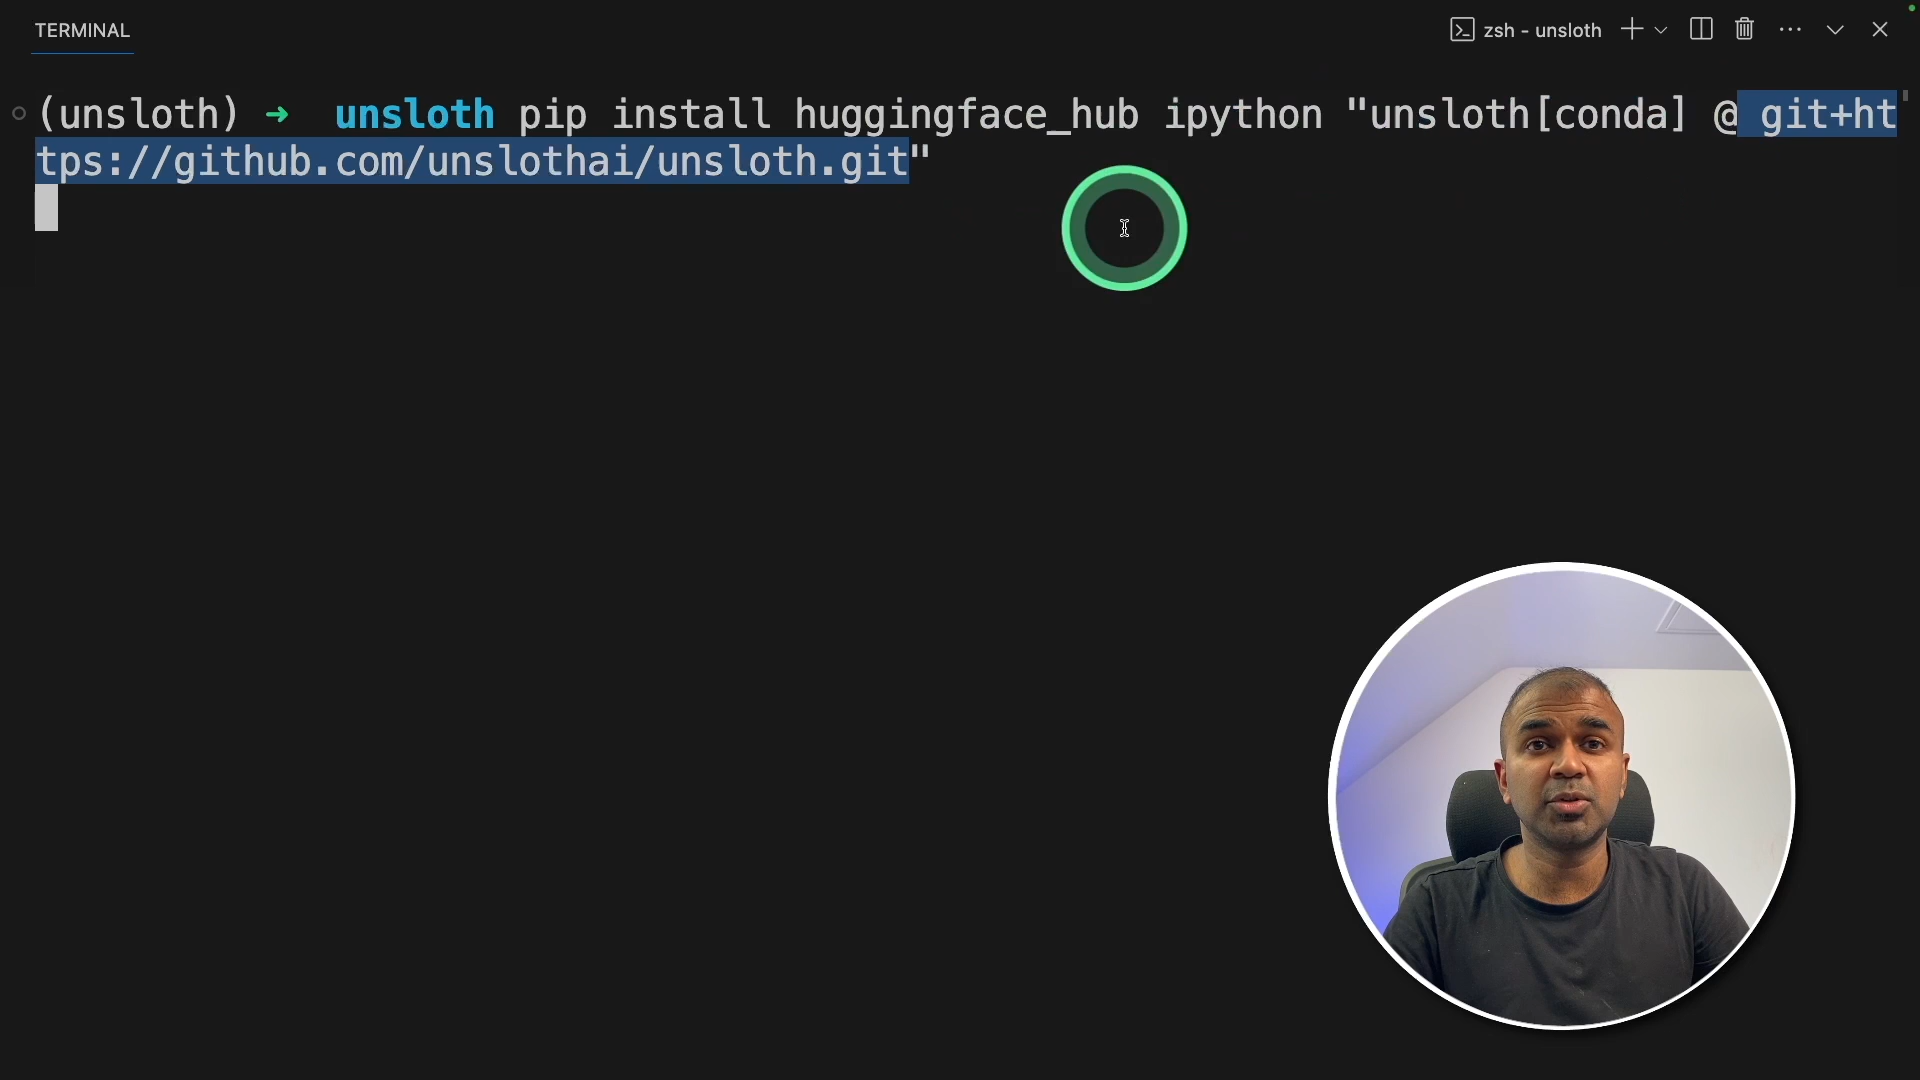 TERMINAL
zsh - unsloth
(unsloth) ➜ unsloth pip install huggingface_hub ipython "unsloth[conda] @ git+ht
tps://github.com/unslothai/unsloth.git"